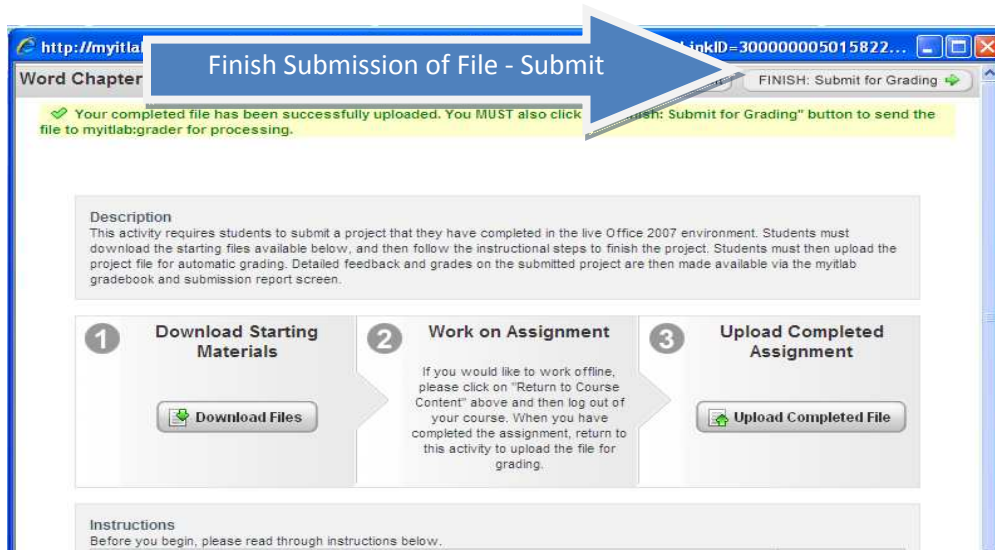 http://myitla
Finish Submission of File - Submit
LinkID=300000005015822...
Word Chapter
FINISH: Submit for Grading
Your completed file has been successfully uploaded. You MUST also click sh: Submit for Grading" button to send the
file to myitlab:grader for processing.
Description
This activity requires students to submit a project that they have completed in the live Office 2007 environment. Students must
download the starting files available below, and then follow the instructional steps to finish the project. Students must then upload the
project file for automatic grading. Detailed feedback and grades on the submitted project are then made available via the myitlab
gradebook and submission report screen.
1
Download Starting
Materials
Download Files
2
Work on Assignment
If you would like to work offline,
please click on "Return to Course
Content" above and then log out of
your course. When you have
completed the assignment, return to
this activity to upload the file for
grading.
3
Upload Completed
Assignment
Upload Completed File
Instructions
Before you begin, please read through instructions below.